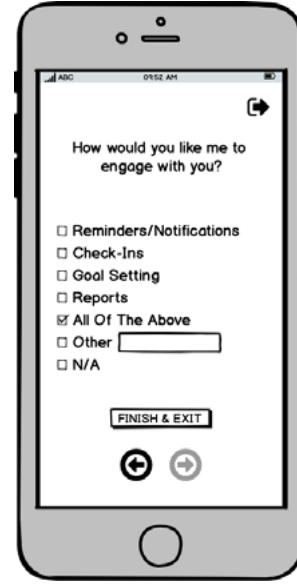 ABC 09:52 AM
How would you like me to
engage with you?
Reminders/Notifications
Check-Ins
Goal Setting
Reports
All Of The Above
Other
N/A
FINISH & EXIT